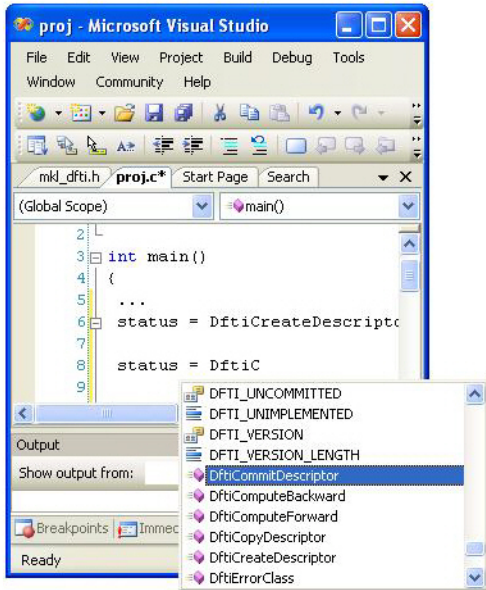 proj - Microsoft Visual Studio
File Edit View Project Build Debug Tools
Window Community Help
mkl_dfti.h proj.c* Start Page Search
(Global Scope) main()
2
3 int main()
4 {
5 ...
6 status = DftiCreateDescripto
7
8 status = DftiC
9
DFTI_UNCOMMITTED
DFTI_UNIMPLEMENTED
DFTI_VERSION
DFTI_VERSION_LENGTH
DftiCommitDescriptor
DftiComputeBackward
DftiComputeForward
DftiCopyDescriptor
DftiCreateDescriptor
DftiErrorClass
Output
Show output from:
Breakpoints Immec
Ready